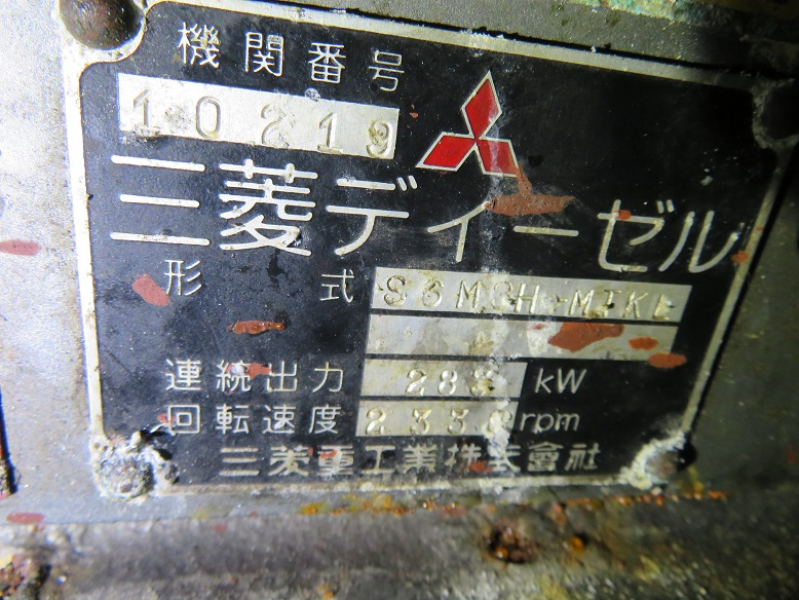 機関番号
10219
三菱ディーゼル
形式
連続出力 kW
回転速度 rpm
三菱重工業株式會社